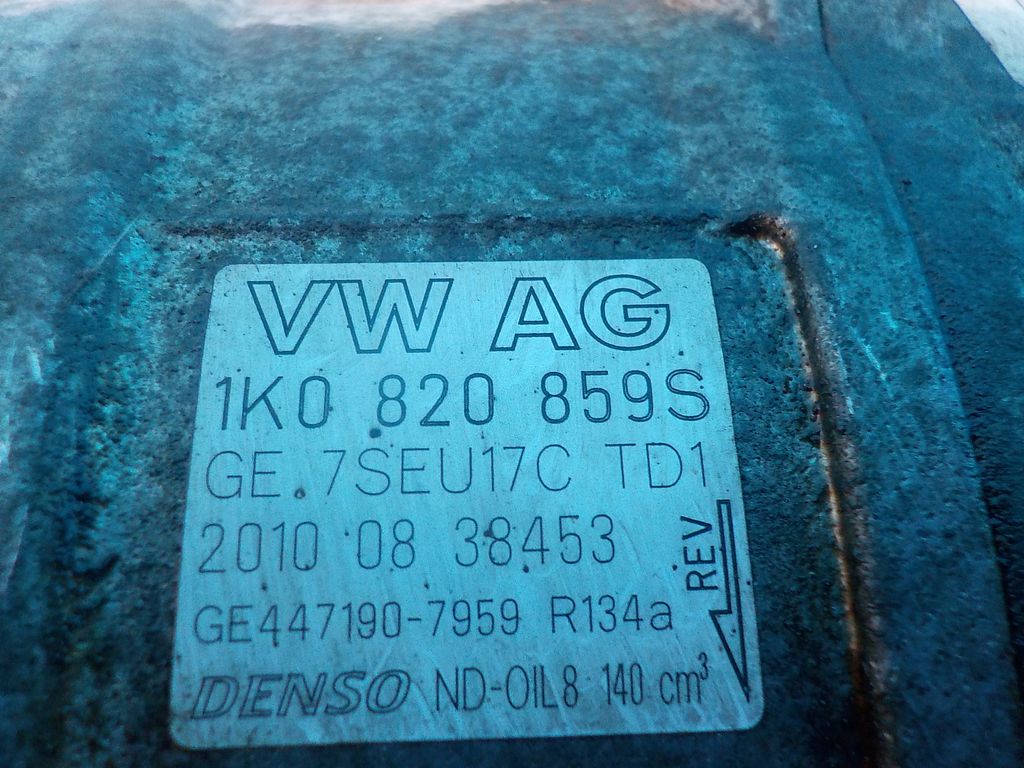 VW AG
1K0 820 859S
GE 7SEU17C TD1
2010 08 38453
REV
GE447190-7959 R134a
DENSO ND-OIL8 140 cm³